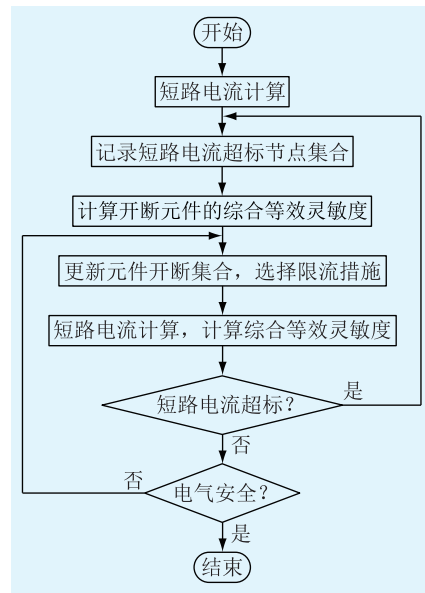 开始
短路电流计算
记录短路电流超标节点集合
计算开断元件的综合等效灵敏度
更新元件开断集合，选择限流措施
短路电流计算，计算综合等效灵敏度
短路电流超标？
是
否
电气安全？
否
是
结束